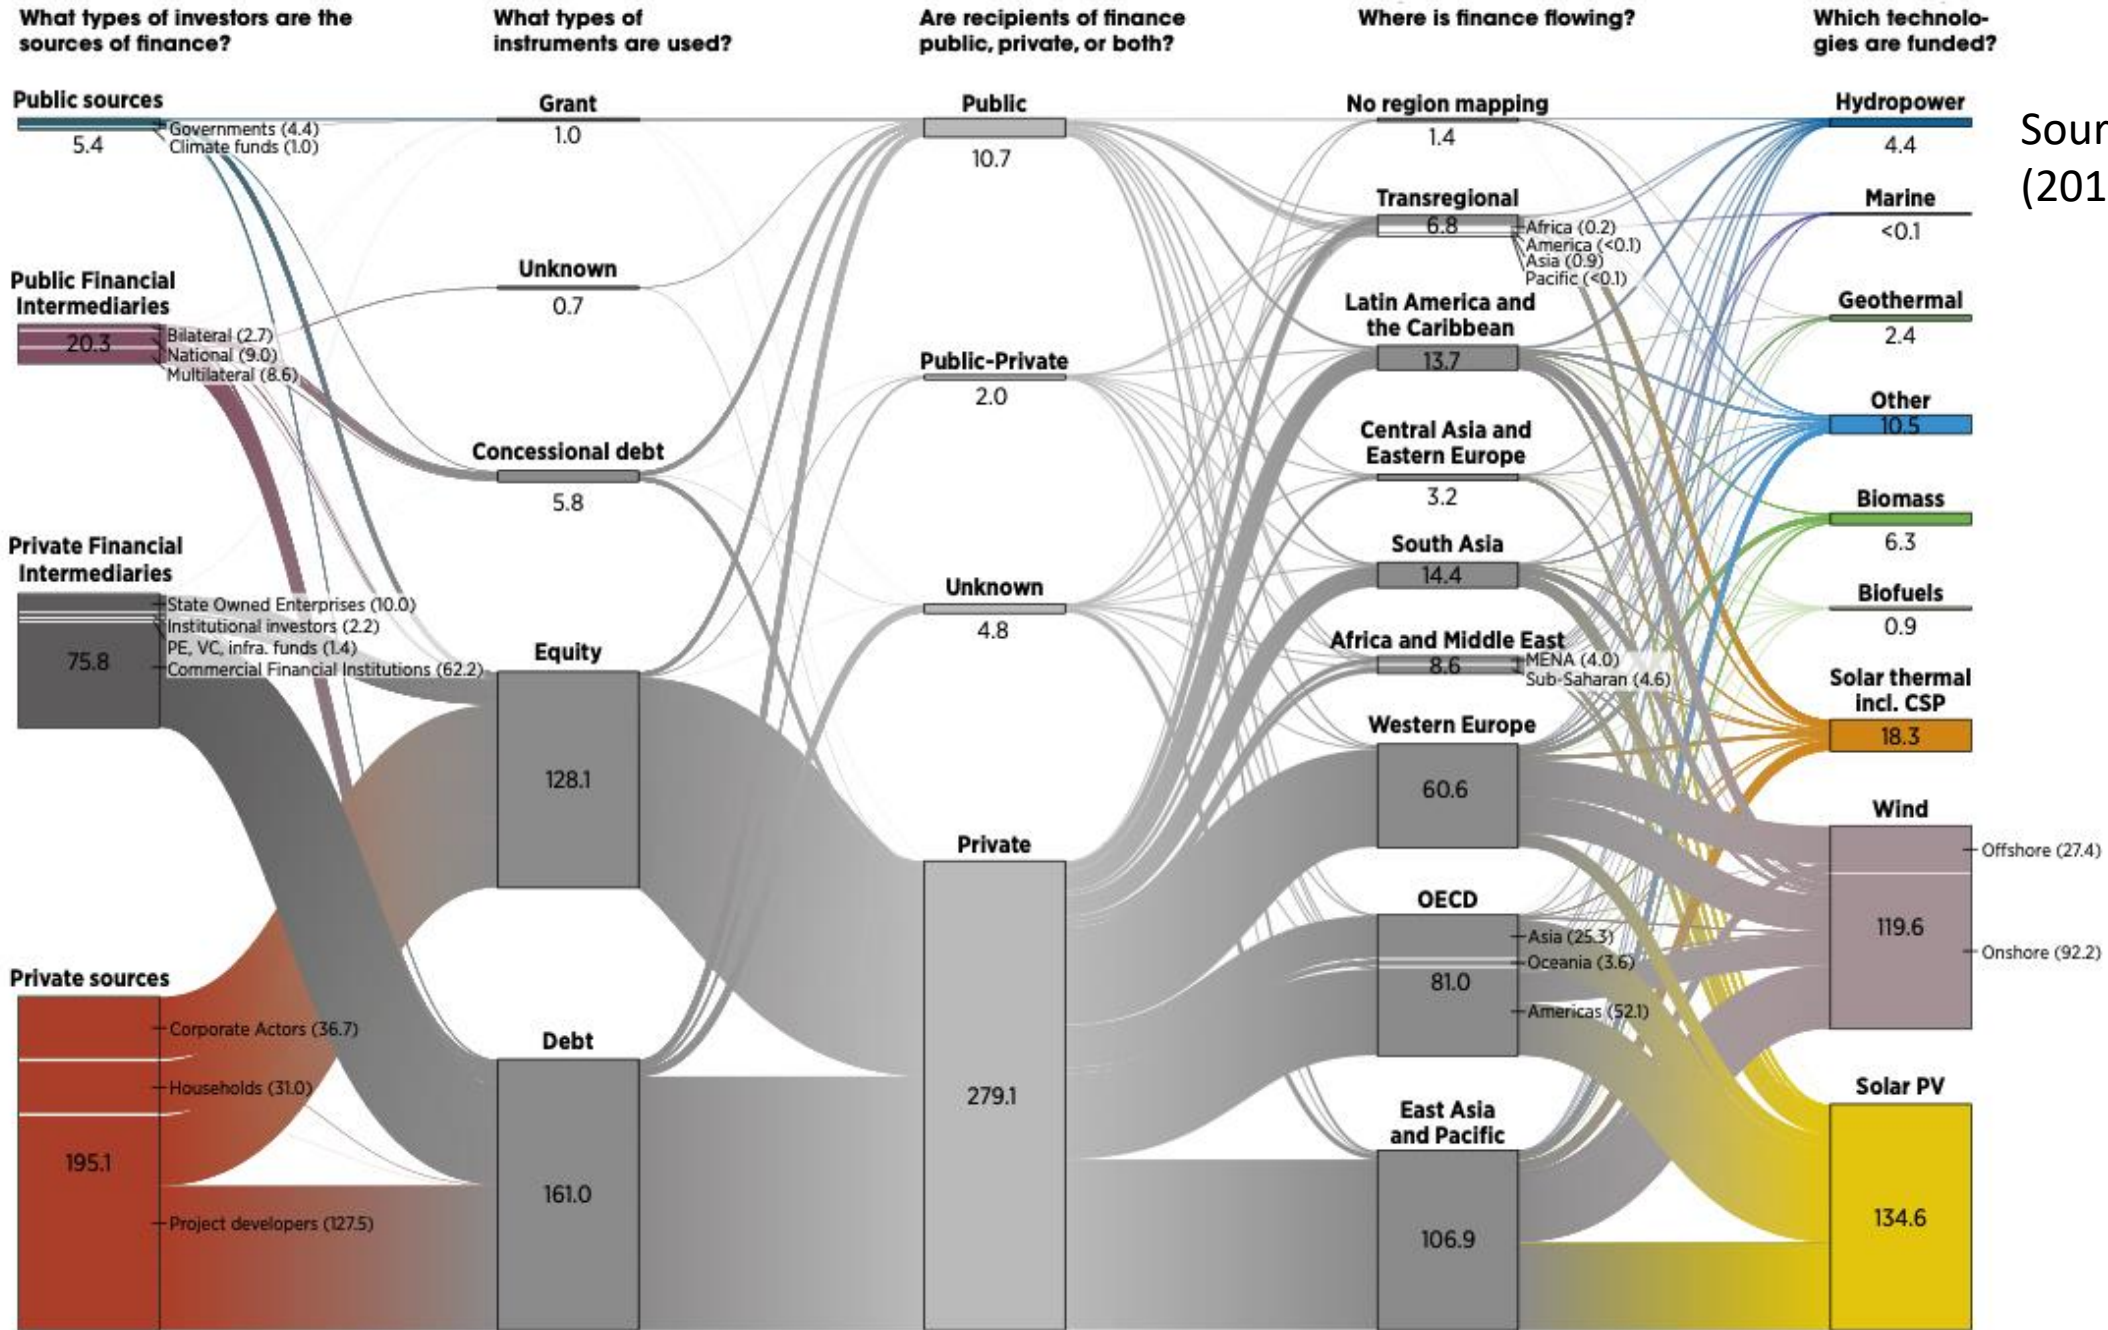 What types of investors are the
sources of finance?
What types of
instruments are used?
Are recipients of finance
public, private, or both?
Where is finance flowing?
Which technolo-
gies are funded?
Public sources
Governments (4.4)
Climate funds (1.0)
5.4
Public Financial
Intermediaries
20.3
Bilateral (2.7)
National (9.0)
Multilateral (8.6)
Private Financial
Intermediaries
State Owned Enterprises (10.0)
Institutional investors (2.2)
PE, VC, infra. funds (1.4)
Commercial Financial Institutions (62.2)
75.8
Private sources
Corporate Actors (36.7)
Households (31.0)
195.1
Project developers (127.5)
Grant
1.0
Unknown
0.7
Concessional debt
5.8
Equity
128.1
Debt
161.0
Public
10.7
Public-Private
2.0
Unknown
4.8
Private
279.1
No region mapping
1.4
Transregional
6.8
Africa (0.2)
America (<0.1)
Asia (0.9)
Pacific (<0.1)
Latin America and
the Caribbean
13.7
Central Asia and
Eastern Europe
3.2
South Asia
14.4
Africa and Middle East
8.6
MENA (4.0)
Sub-Saharan (4.6)
Western Europe
60.6
OECD
Asia (25.3)
Oceania (3.6)
81.0
Americas (52.1)
East Asia
and Pacific
106.9
Hydropower
4.4
Marine
<0.1
Geothermal
2.4
Other
10.5
Biomass
6.3
Biofuels
0.9
Solar thermal
incl. CSP
18.3
Wind
Offshore (27.4)
119.6
Onshore (92.2)
Solar PV
134.6
Sour
(201